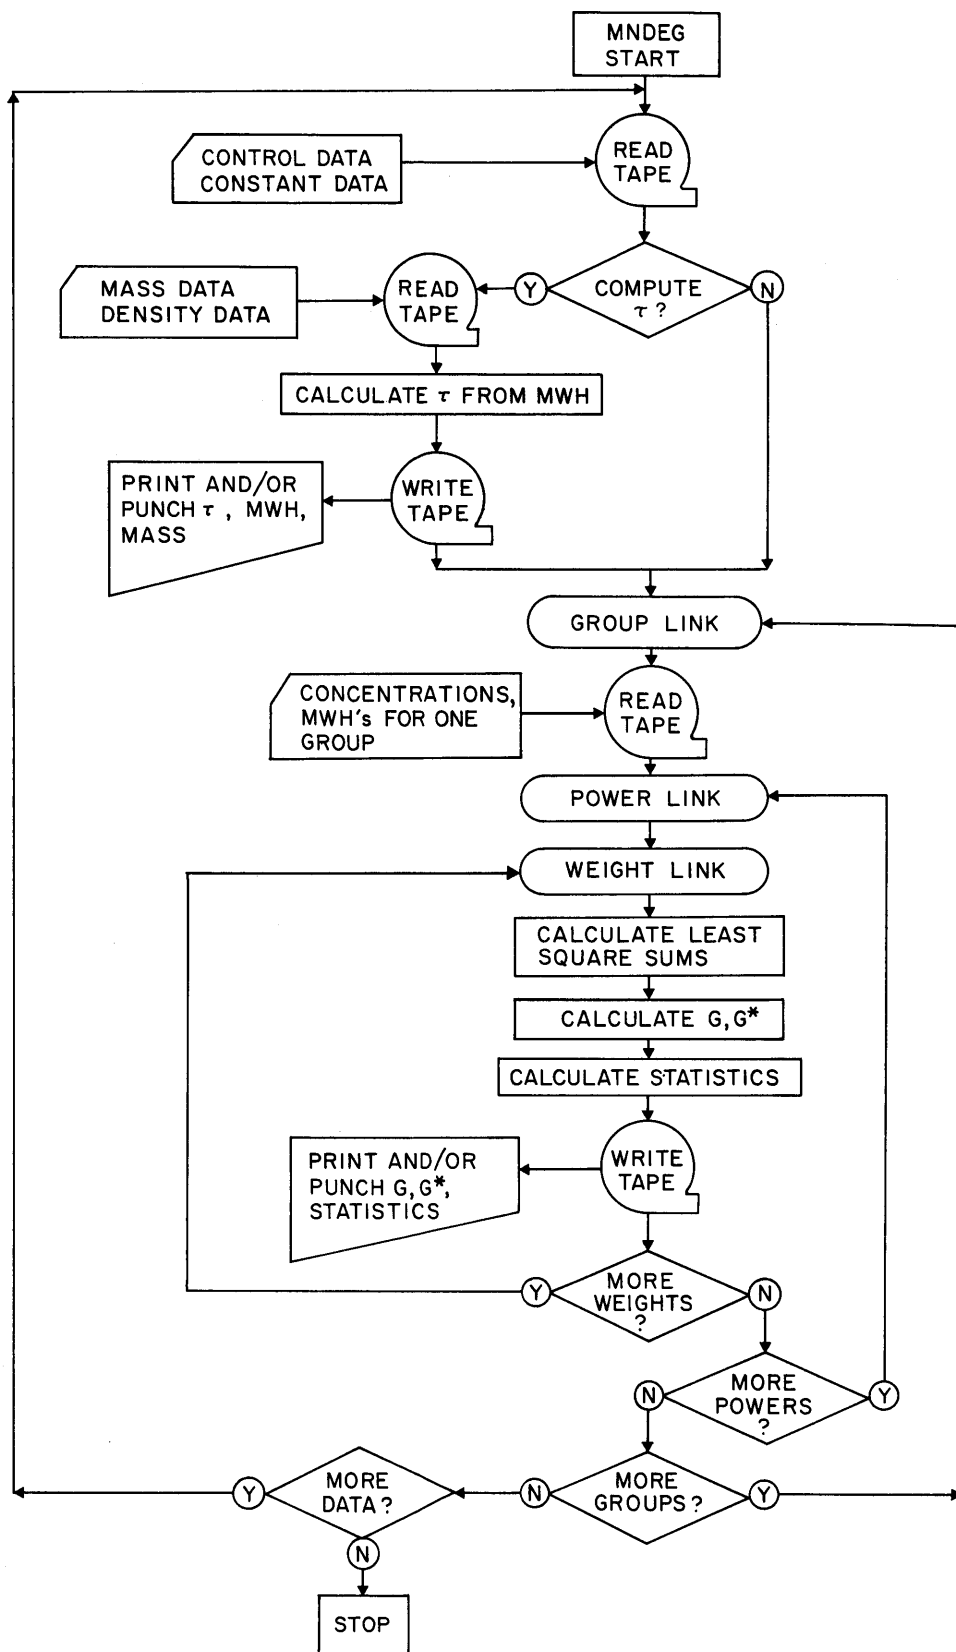 MNDEG
START
CONTROL DATA
CONSTANT DATA
READ
TAPE
MASS DATA
DENSITY DATA
READ
TAPE
Y
COMPUTE
τ ?
N
CALCULATE τ FROM MWH
PRINT AND/OR
PUNCH τ , MWH,
MASS
WRITE
TAPE
GROUP LINK
CONCENTRATIONS,
MWH's FOR ONE
GROUP
READ
TAPE
POWER LINK
WEIGHT LINK
CALCULATE LEAST
SQUARE SUMS
CALCULATE G,G*
CALCULATE STATISTICS
PRINT AND/OR
PUNCH G,G*,
STATISTICS
WRITE
TAPE
Y
MORE
WEIGHTS
?
N
N
MORE
POWERS
?
Y
Y
MORE
DATA?
N
MORE
GROUPS?
Y
N
STOP